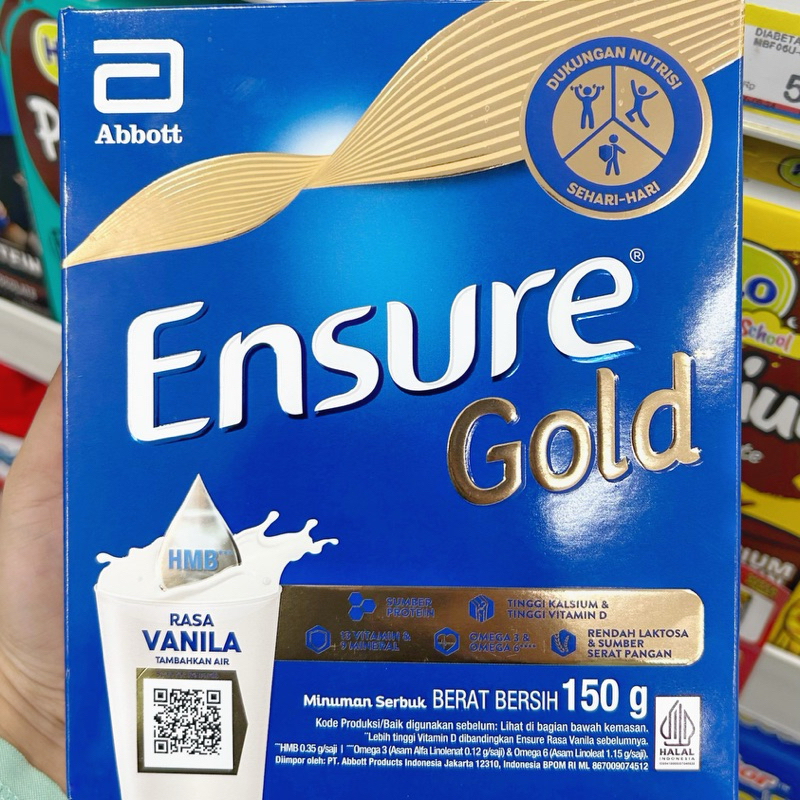 Abbott
DUKUNGAN NUTRISI
SEHARI-HARI
Ensure®
Gold
HMB***
RASA
VANILA
TAMBAHKAN AIR
SUMBER
PROTEIN
TINGGI KALSIUM &
TINGGI VITAMIN D
9 MINERAL
OMEGA 3 &
OMEGA 6****
RENDAH LAKTOSA
& SUMBER
SERAT PANGAN
Minuman Serbuk BERAT BERSIH 150 g
Kode Produksi/Baik digunakan sebelum: Lihat di bagian bawah kemasan.
**Lebih tinggi Vitamin D dibandingkan Ensure Rasa Vanila sebelumnya.
***HMB 0.35 g/saji | ****Omega 3 (Asam Alfa Linolenat 0.12 g/saji) & Omega 6 (Asam Linoleat 1.15 g/saji).
Diimpor oleh: PT. Abbott Products Indonesia Jakarta 12310, Indonesia BPOM RI ML 867009074512
HALAL
INDONESIA
DIABETA
School